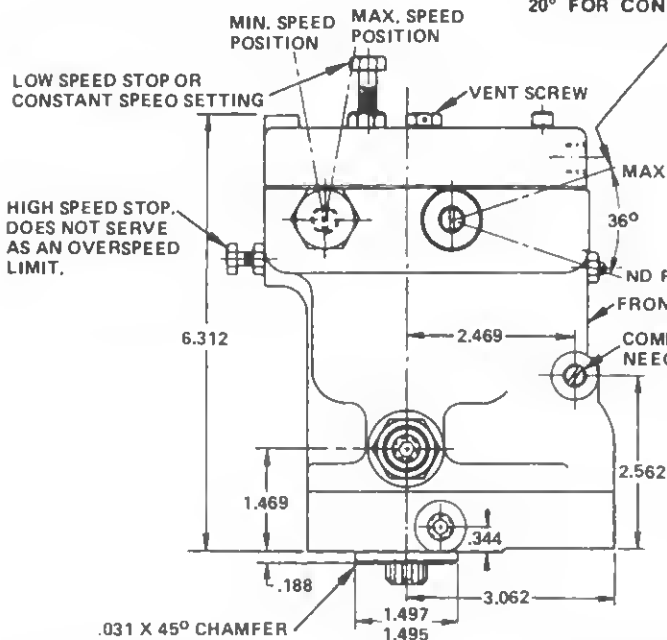 20° FOR CON
MIN. SPEED
POSITION
MAX. SPEED
POSITION
LOW SPEED STOP OR
CONSTANT SPEEO SETTING
VENT SCREW
MAX
HIGH SPEED STOP.
DOES NOT SERVE
AS AN OVERSPEED
LIMIT.
36°
ND F
FRON
6.312
2.469
COM
NEE
2.562
1.469
.344
.188
3.062
.031 X 45° CHAMFER
1.497
1.495